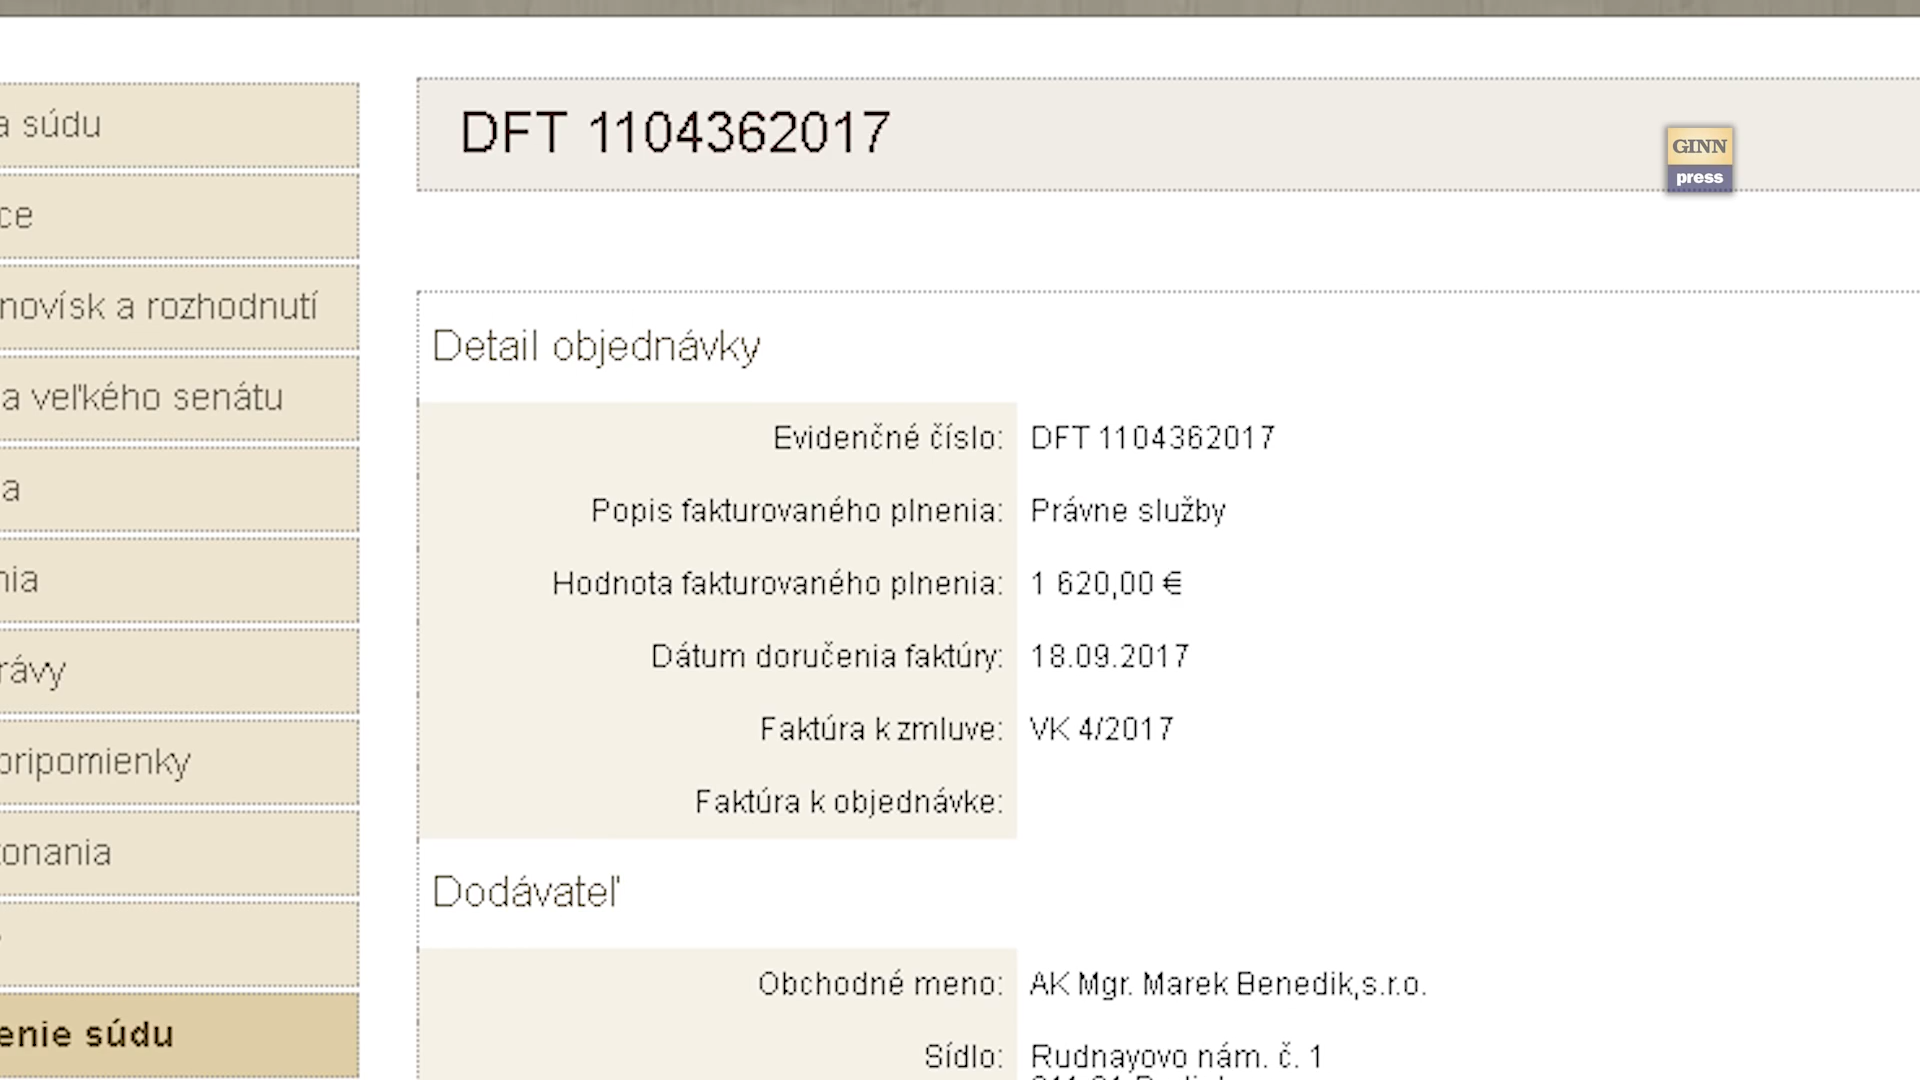 a súdu
DFT 1104362017
GINN
press
ce
novísk a rozhodnutí
Detail objednávky
a veľkého senátu
Evidenčné číslo: DFT 1104362017
a
Popis fakturovaného plnenia: Právne služby
nia
Hodnota fakturovaného plnenia: 1 620,00 €
rávy
Dátum doručenia faktúry: 18.09.2017
Faktúra k zmluve: VK 4/2017
pripomienky
Faktúra k objednávke:
konania
Dodávateľ
Obchodné meno: AK Mgr. Marek Benedik,s.r.o.
enie súdu
Sídlo: Rudnayovo nám. č. 1